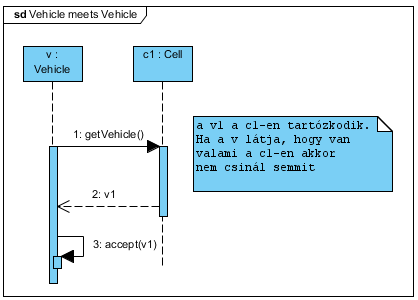 sd Vehicle meets Vehicle
v :
Vehicle
c1 : Cell
1: getVehicle()
a v1 a c1-en tartózkodik.
Ha a v látja, hogy van
valami a c1-en akkor
nem csinál semmit
2: v1
3: accept(v1)